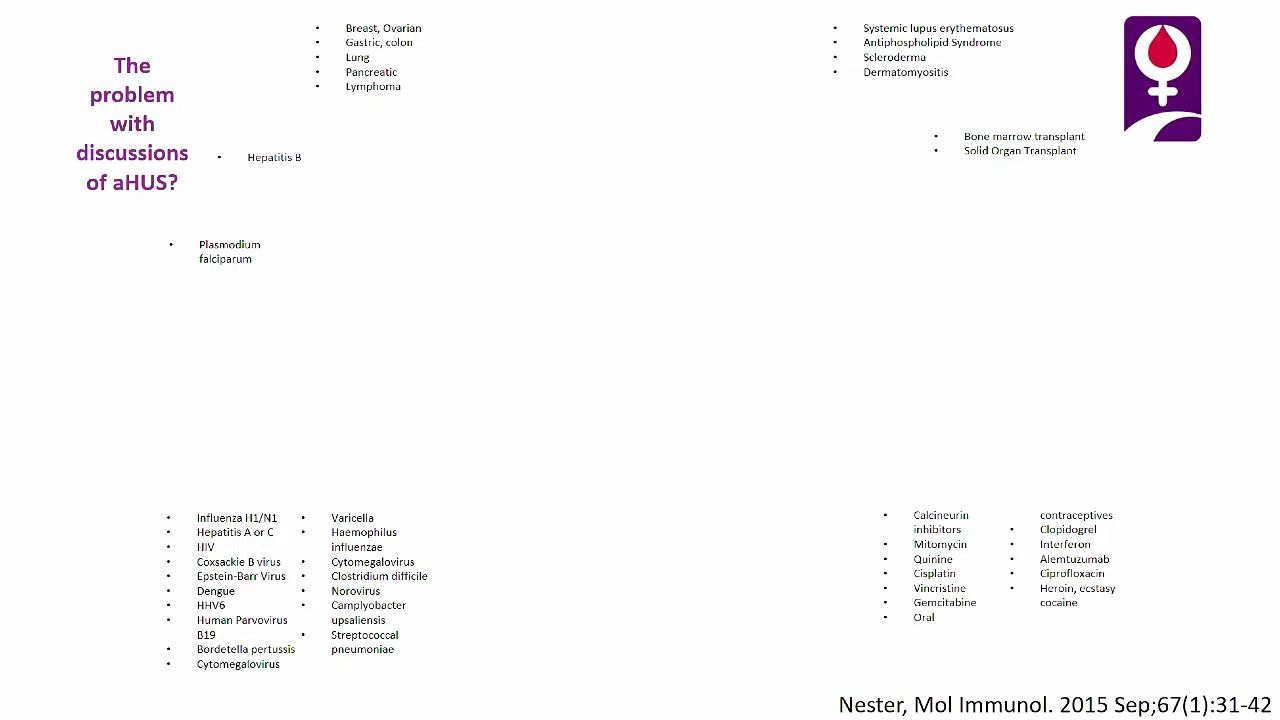 The
problem
with
discussions
of aHUS?
• Breast, Ovarian
• Gastric, colon
• Lung
• Pancreatic
• Lymphoma
• Systemic lupus erythematosus
• Antiphospholipid Syndrome
• Scleroderma
• Dermatomyositis
• Bone marrow transplant
• Solid Organ Transplant
• Hepatitis B
• Plasmodium
falciparum
• Influenza H1/N1
• Hepatitis A or C
• HIV
• Coxsackie B virus
• Epstein-Barr Virus
• Dengue
• HHV6
• Human Parvovirus
B19
• Bordetella pertussis
• Cytomegalovirus
• Varicella
• Haemophilus
influenzae
• Cytomegalovirus
• Clostridium difficile
• Norovirus
• Camplyobacter
upsaliensis
• Streptococcal
pneumoniae
• Calcineurin
inhibitors
• Mitomycin
• Quinine
• Cisplatin
• Vincristine
• Gemcitabine
• Oral
contraceptives
• Clopidogrel
• Interferon
• Alemtuzumab
• Ciprofloxacin
• Heroin, ecstasy
cocaine
Nester, Mol Immunol. 2015 Sep;67(1):31-42